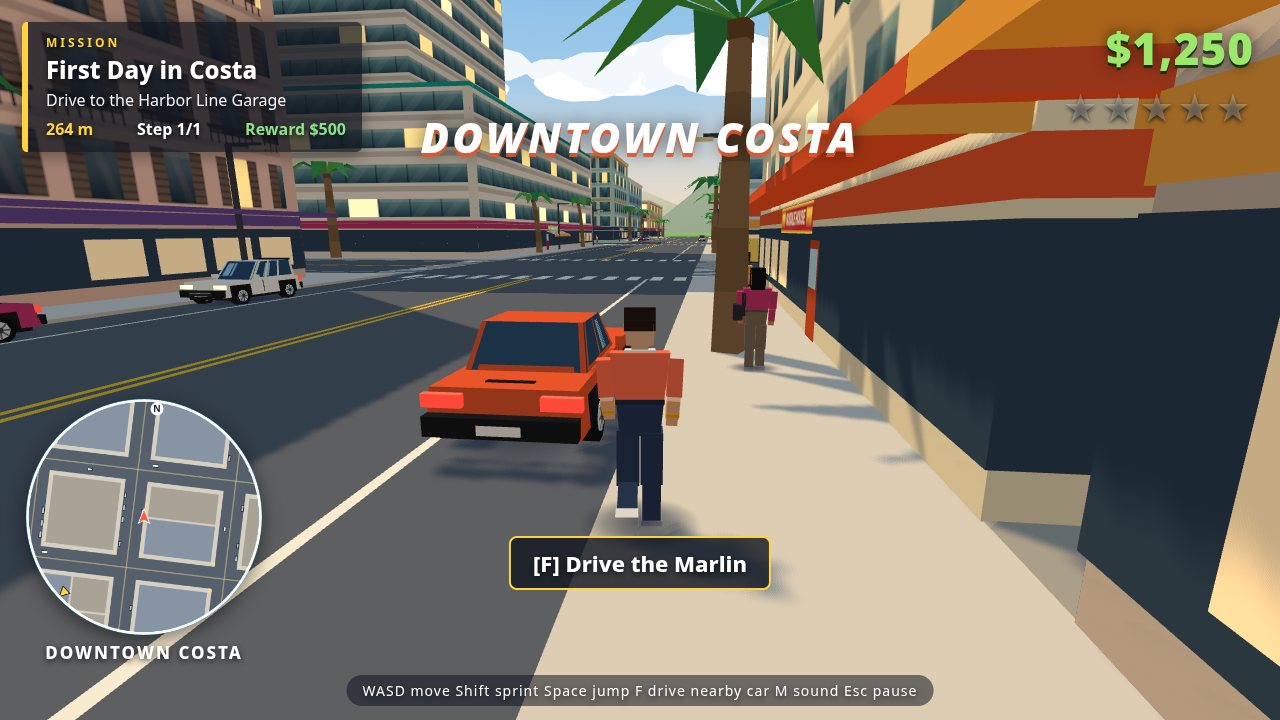 MISSION
First Day in Costa
Drive to the Harbor Line Garage
264 m Step 1/1 Reward $500
$1,250
DOWNTOWN COSTA
N
[F] Drive the Marlin
DOWNTOWN COSTA
WASD move Shift sprint Space jump F drive nearby car M sound Esc pause